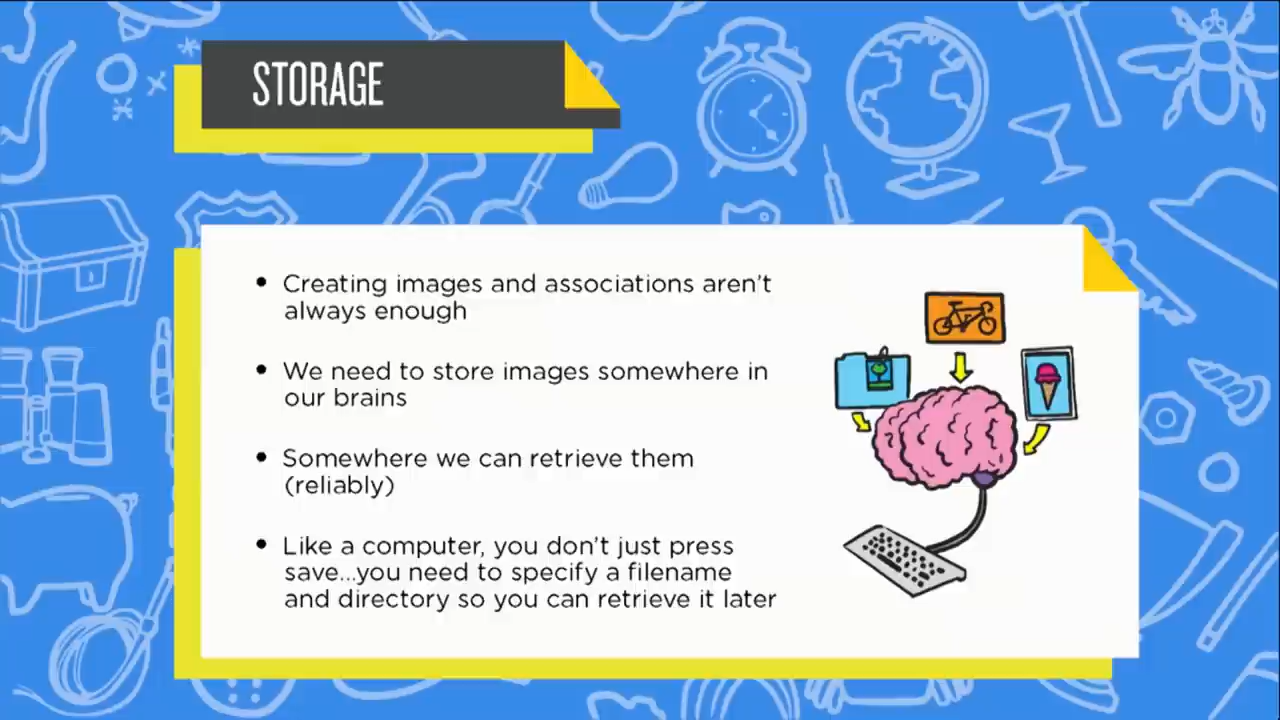 STORAGE
• Creating images and associations aren't
always enough
• We need to store images somewhere in
our brains
• Somewhere we can retrieve them
(reliably)
• Like a computer, you don't just press
save...you need to specify a filename
and directory so you can retrieve it later